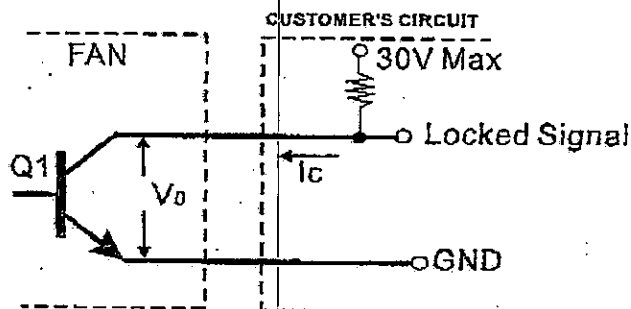 CUSTOMER'S CIRCUIT
FAN
30V Max
Locked Signal
Q1
V0
Ic
GND